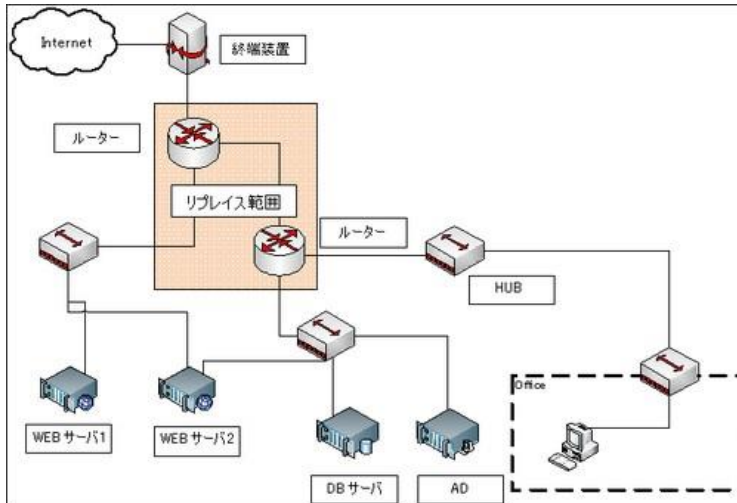 Internet
終端装置
ルーター
リプレイス範囲
ルーター
HUB
Office
WEBサーバ1
WEBサーバ2
DBサーバ
AD